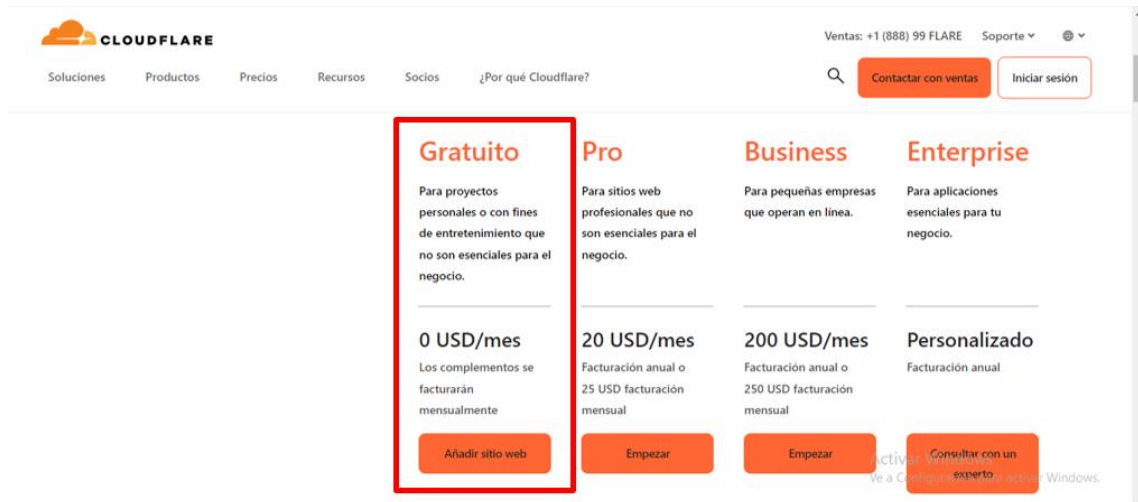 CLOUDFLARE
Ventas: +1 (888) 99 FLARE Soporte
Soluciones Productos Precios Recursos Socios ¿Por qué Cloudflare?
Contactar con ventas Iniciar sesión
Gratuito
Para proyectos
personales o con fines
de entretenimiento que
no son esenciales para el
negocio.
0 USD/mes
Los complementos se
facturarán
mensualmente
Añadir sitio web
Pro
Para sitios web
profesionales que no
son esenciales para el
negocio.
20 USD/mes
Facturación anual o
25 USD facturación
mensual
Empezar
Business
Para pequeñas empresas
que operan en línea.
200 USD/mes
Facturación anual o
250 USD facturación
mensual
Empezar
Enterprise
Para aplicaciones
esenciales para tu
negocio.
Personalizado
Facturación anual
Consultar con un
experto
Activar Windows
Ve a Configuración para activar Windows.